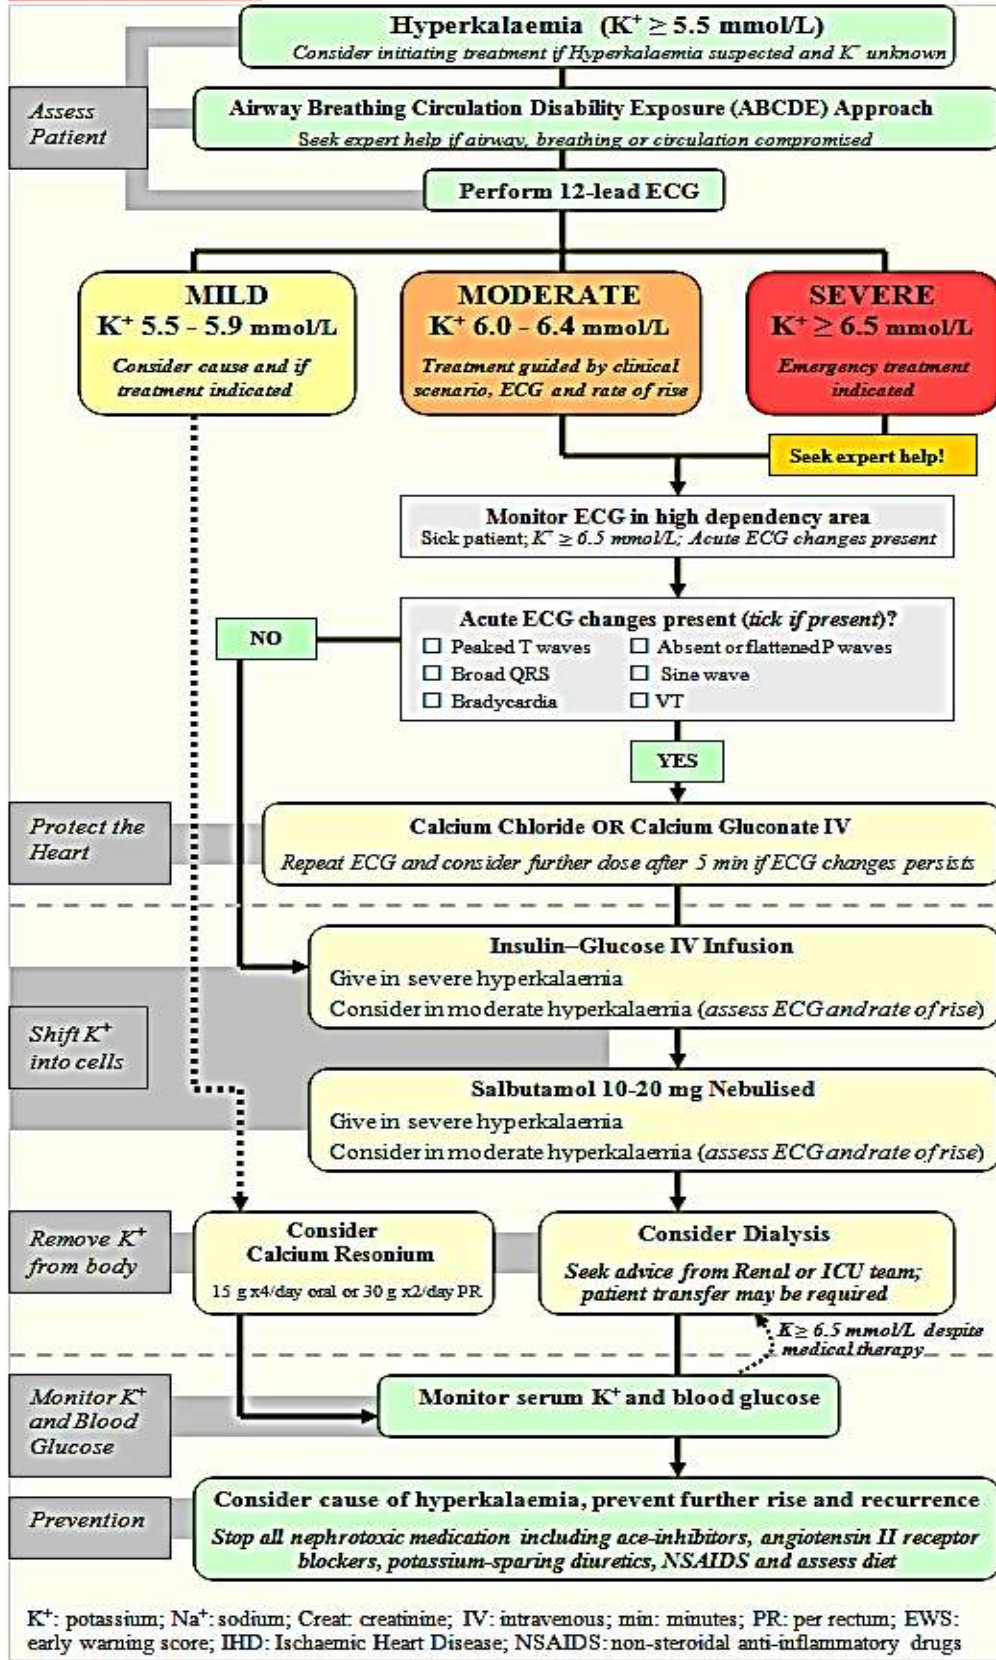 Hyperkalaemia (K⁺ ≥ 5.5 mmol/L)
Consider initiating treatment if Hyperkalaemia suspected and K⁺ unknown
Assess
Patient
Airway Breathing Circulation Disability Exposure (ABCDE) Approach
Seek expert help if airway, breathing or circulation compromised
Perform 12-lead ECG
MILD
K⁺ 5.5 - 5.9 mmol/L
Consider cause and if
treatment indicated
MODERATE
K⁺ 6.0 - 6.4 mmol/L
Treatment guided by clinical
scenario, ECG and rate of rise
SEVERE
K⁺ ≥ 6.5 mmol/L
Emergency treatment
indicated
Seek expert help!
Monitor ECG in high dependency area
Sick patient; K⁺ ≥ 6.5 mmol/L; Acute ECG changes present
Acute ECG changes present (tick if present)?
☐ Peaked T waves ☐ Absent or flattened P waves
☐ Broad QRS ☐ Sine wave
☐ Bradycardia ☐ VT
NO
YES
Protect the
Heart
Calcium Chloride OR Calcium Gluconate IV
Repeat ECG and consider further dose after 5 min if ECG changes persists
Insulin–Glucose IV Infusion
Give in severe hyperkalaemia
Consider in moderate hyperkalaemia (assess ECG and rate of rise)
Shift K⁺
into cells
Salbutamol 10-20 mg Nebulised
Give in severe hyperkalaemia
Consider in moderate hyperkalaemia (assess ECG and rate of rise)
Remove K⁺
from body
Consider
Calcium Resonium
15 g x4/day oral or 30 g x2/day PR
Consider Dialysis
Seek advice from Renal or ICU team;
patient transfer may be required
K ≥ 6.5 mmol/L despite
medical therapy
Monitor K⁺
and Blood
Glucose
Monitor serum K⁺ and blood glucose
Prevention
Consider cause of hyperkalaemia, prevent further rise and recurrence
Stop all nephrotoxic medication including ace-inhibitors, angiotensin II receptor
blockers, potassium-sparing diuretics, NSAIDS and assess diet
K⁺: potassium; Na⁺: sodium; Creat: creatinine; IV: intravenous; min: minutes; PR: per rectum; EWS:
early warning score; IHD: Ischaemic Heart Disease; NSAIDS: non-steroidal anti-inflammatory drugs